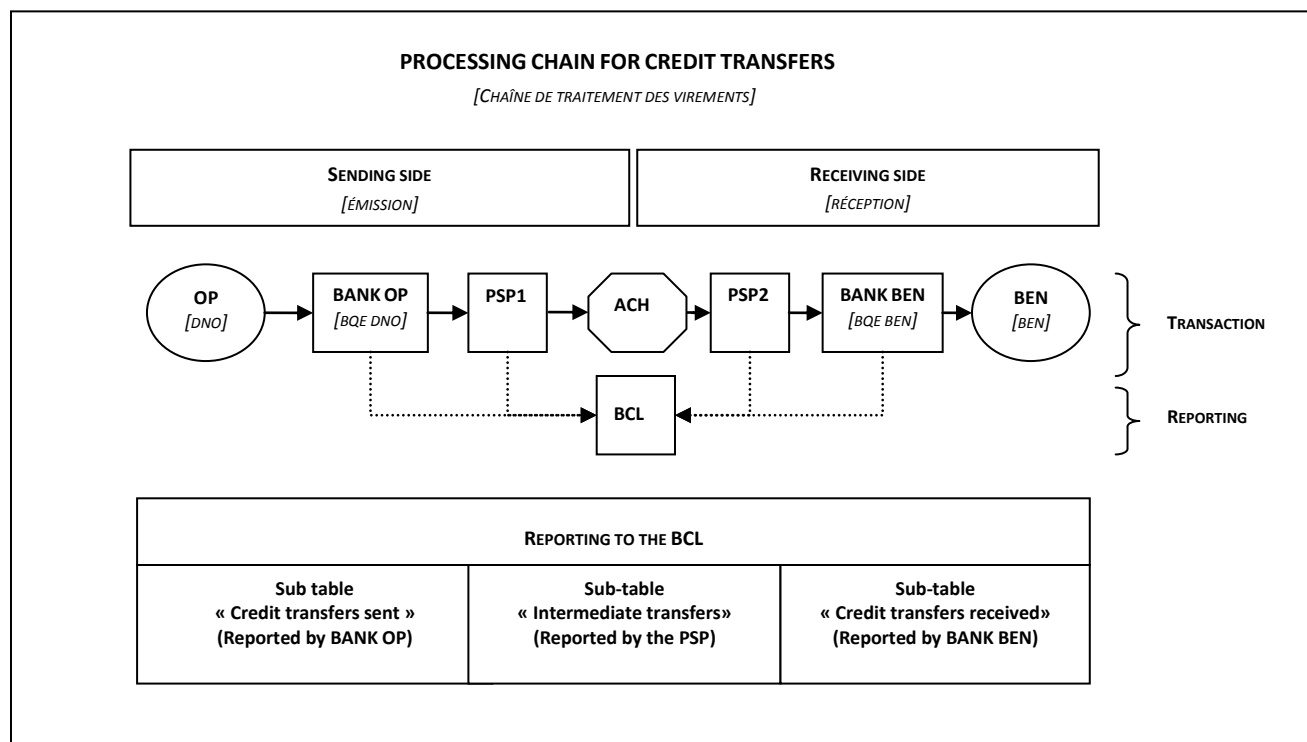 PROCESSING CHAIN FOR CREDIT TRANSFERS
[CHAÎNE DE TRAITEMENT DES VIREMENTS]
SENDING SIDE
[ÉMISSION]
RECEIVING SIDE
[RÉCEPTION]
OP
[DNO]
BANK OP
[BQE DNO]
PSP1
ACH
PSP2
BANK BEN
[BQE BEN]
BEN
[BEN]
TRANSACTION
BCL
REPORTING
REPORTING TO THE BCL
Sub table
« Credit transfers sent »
(Reported by BANK OP)
Sub-table
« Intermediate transfers»
(Reported by the PSP)
Sub-table
« Credit transfers received»
(Reported by BANK BEN)